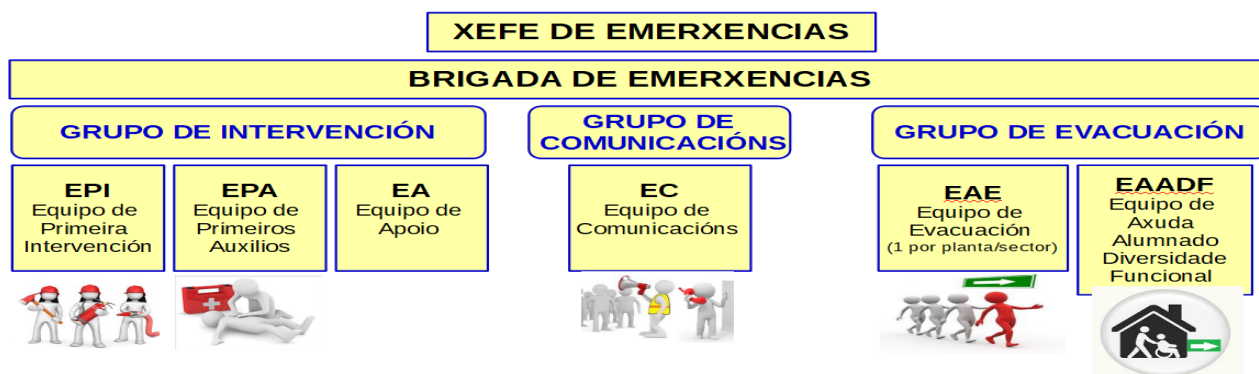 XEFE DE EMERXENCIAS
BRIGADA DE EMERXENCIAS
GRUPO DE INTERVENCIÓN
GRUPO DE
COMUNICACIÓNS
GRUPO DE EVACUACIÓN
EPI
Equipo de
Primeira
Intervención
EPA
Equipo de
Primeiros
Auxilios
EA
Equipo de
Apoio
EC
Equipo de
Comunicacións
EAE
Equipo de
Evacuación
(1 por planta/sector)
EAADF
Equipo de
Axuda
Alumnado
Diversidade
Funcional